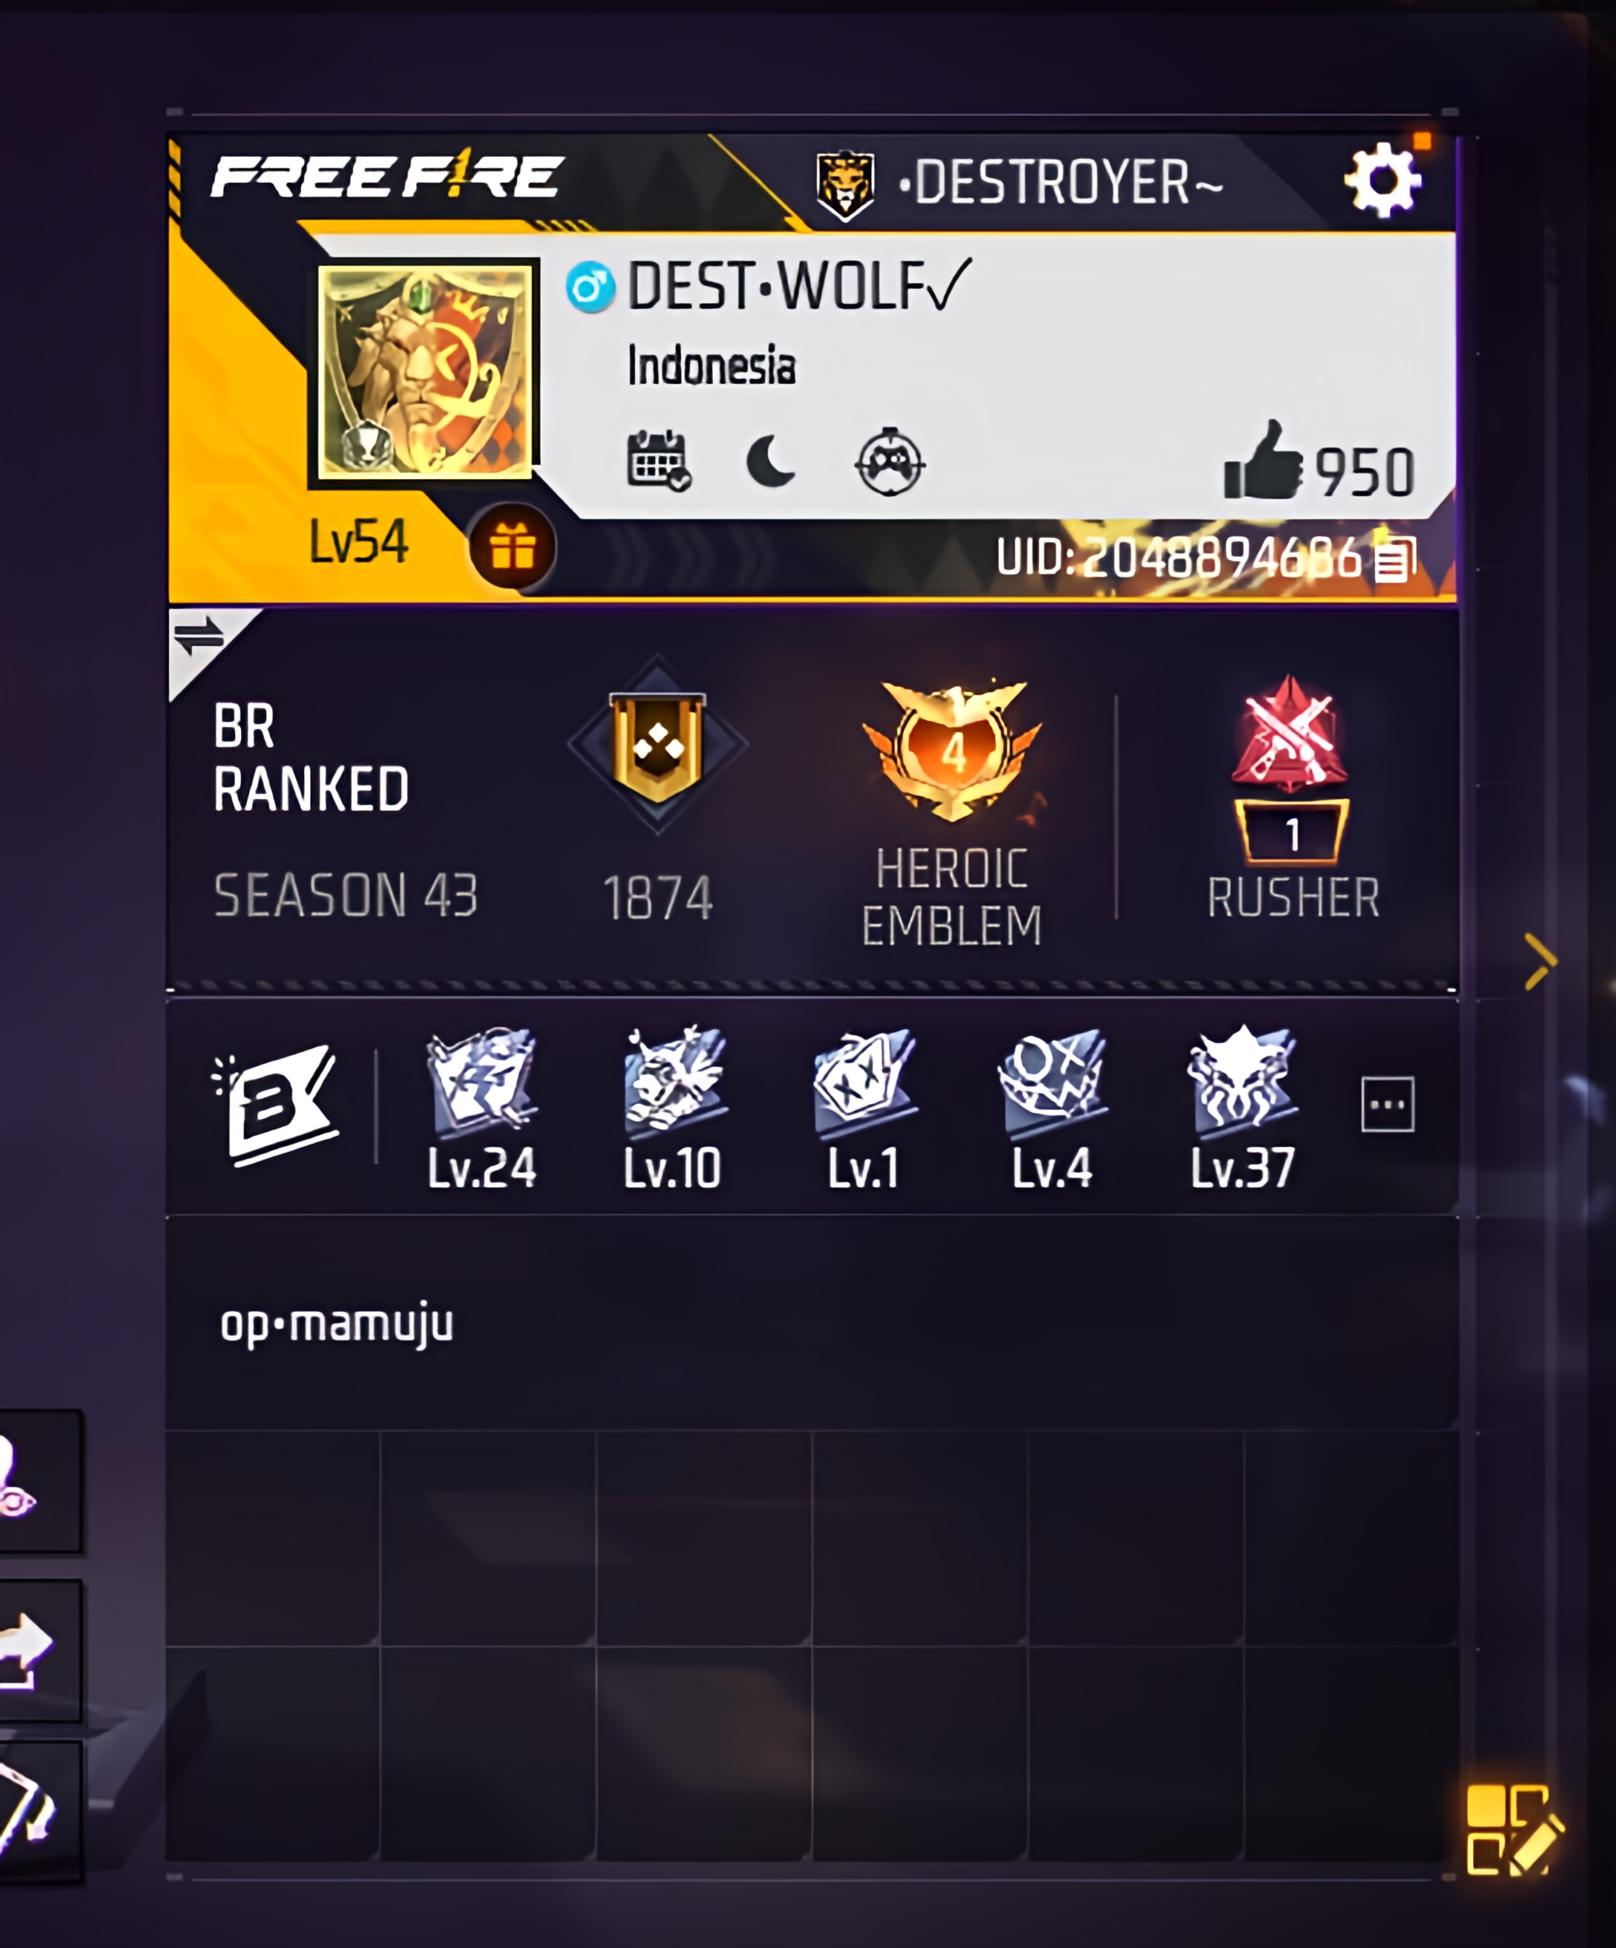 FREE FIRE
•DESTROYER~
DEST•WOLF✓
Indonesia
950
Lv54
UID:2048894686
BR
RANKED
SEASON 43
1874
4
HEROIC
EMBLEM
1
RUSHER
B
Lv.24
Lv.10
Lv.1
Lv.4
Lv.37
op•mamuju